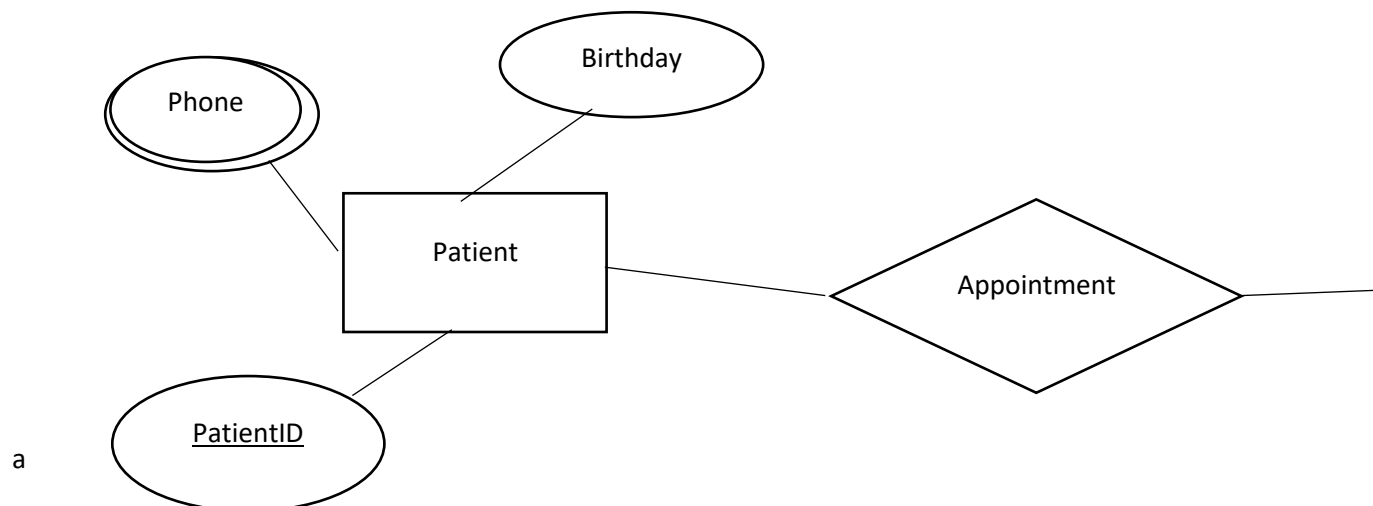 Birthday
Phone
Patient
Appointment
PatientID
a